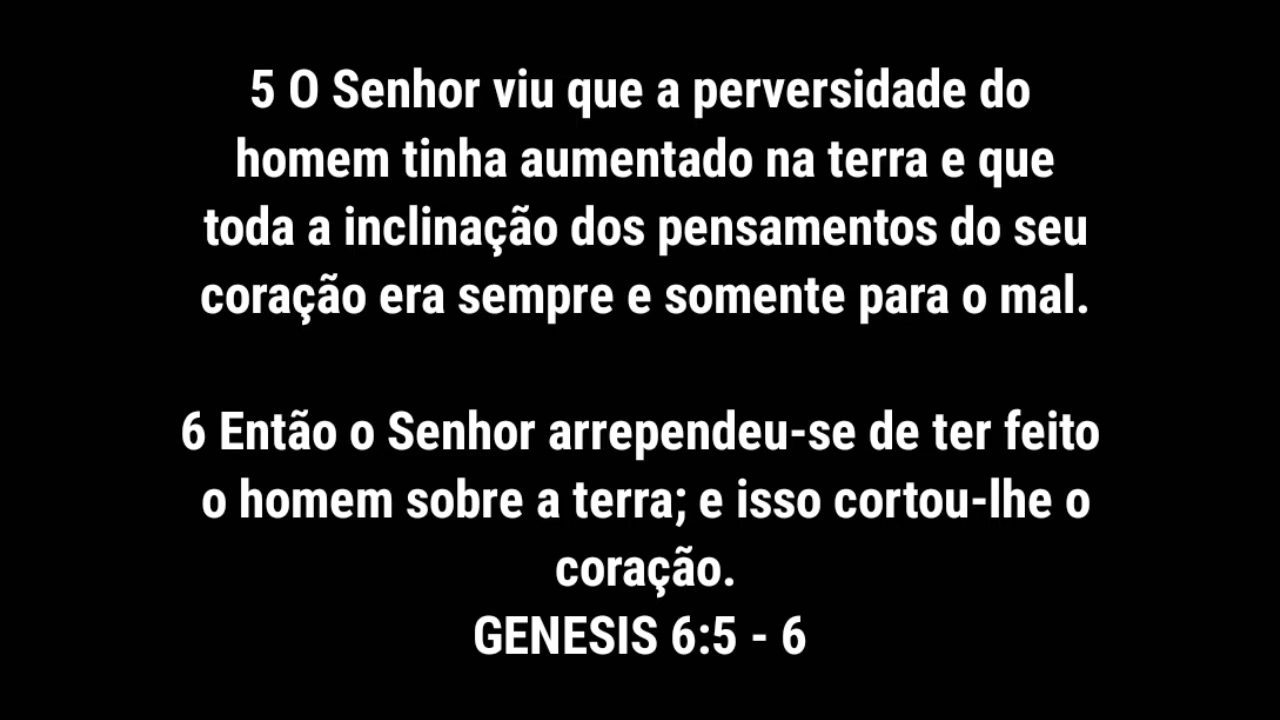 5 O Senhor viu que a perversidade do
homem tinha aumentado na terra e que
toda a inclinação dos pensamentos do seu
coração era sempre e somente para o mal.
6 Então o Senhor arrependeu-se de ter feito
o homem sobre a terra; e isso cortou-lhe o
coração.
GENESIS 6:5 - 6